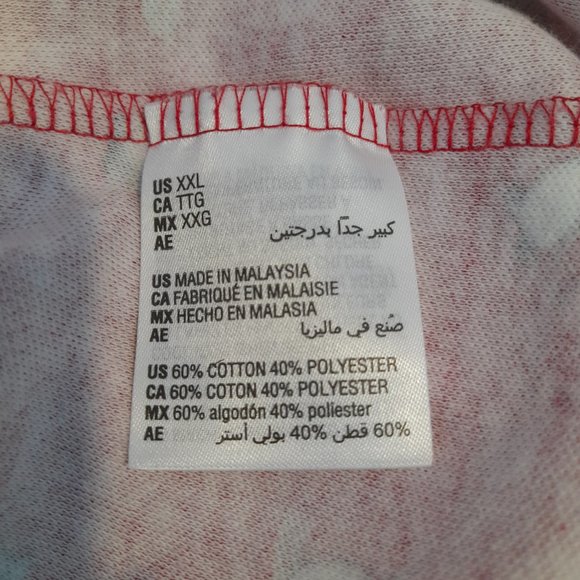 US XXL
CA TTG
MX XXG
AE كبير جدًا بدرجتين
US MADE IN MALAYSIA
CA FABRIQUÉ EN MALAISIE
MX HECHO EN MALASIA
AE صُنع في ماليزيا
US 60% COTTON 40% POLYESTER
CA 60% COTON 40% POLYESTER
MX 60% algodón 40% poliester
AE 60% قطن 40% بولي أستر